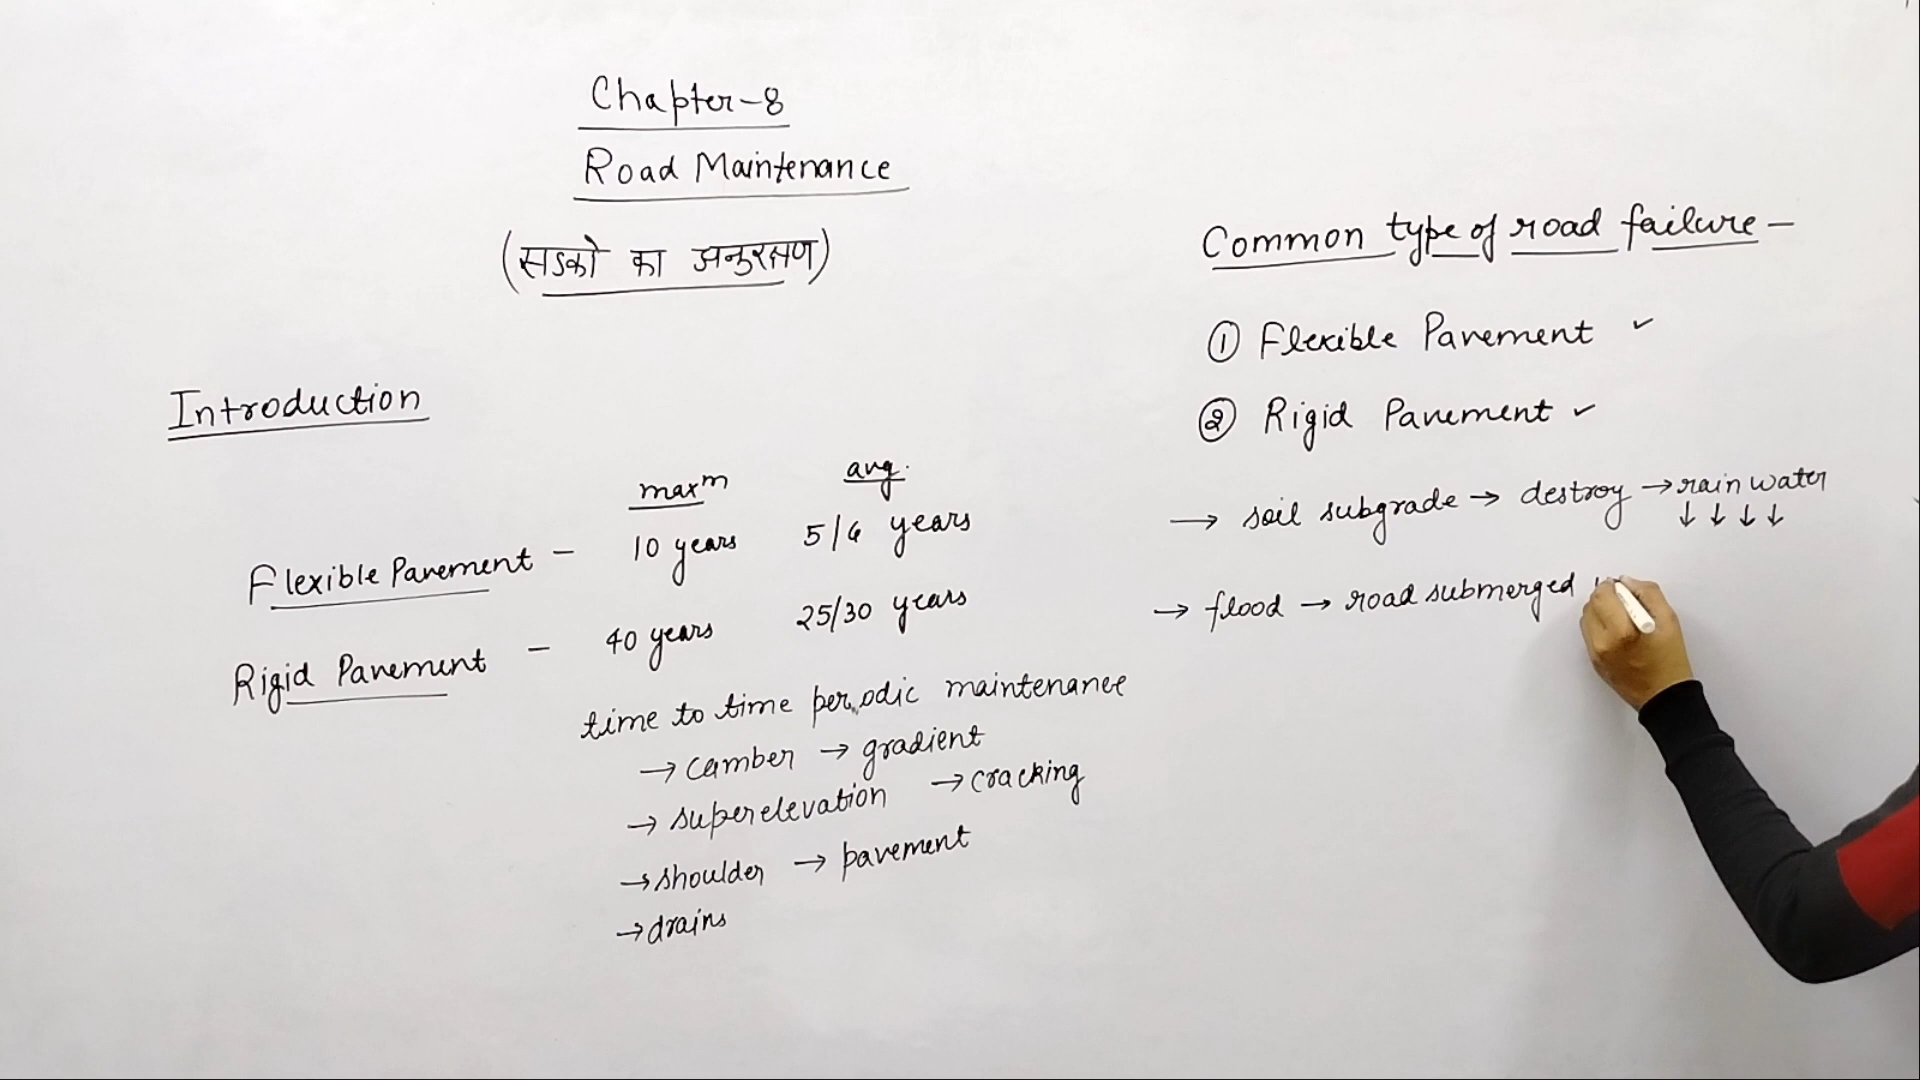 Chapter-8
Road Maintenance
(सडको का अनुरक्षण)
Introduction
maxᵐ avg.
Flexible Pavement – 10 years 5/6 years
Rigid Pavement – 40 years 25/30 years
time to time periodic maintenance
→ camber → gradient
→ superelevation → cracking
→ shoulder → pavement
→ drains
Common type of road failure –
① Flexible Pavement ✓
② Rigid Pavement ✓
→ soil subgrade → destroy → rain water
↓ ↓ ↓ ↓
→ flood → road submerged